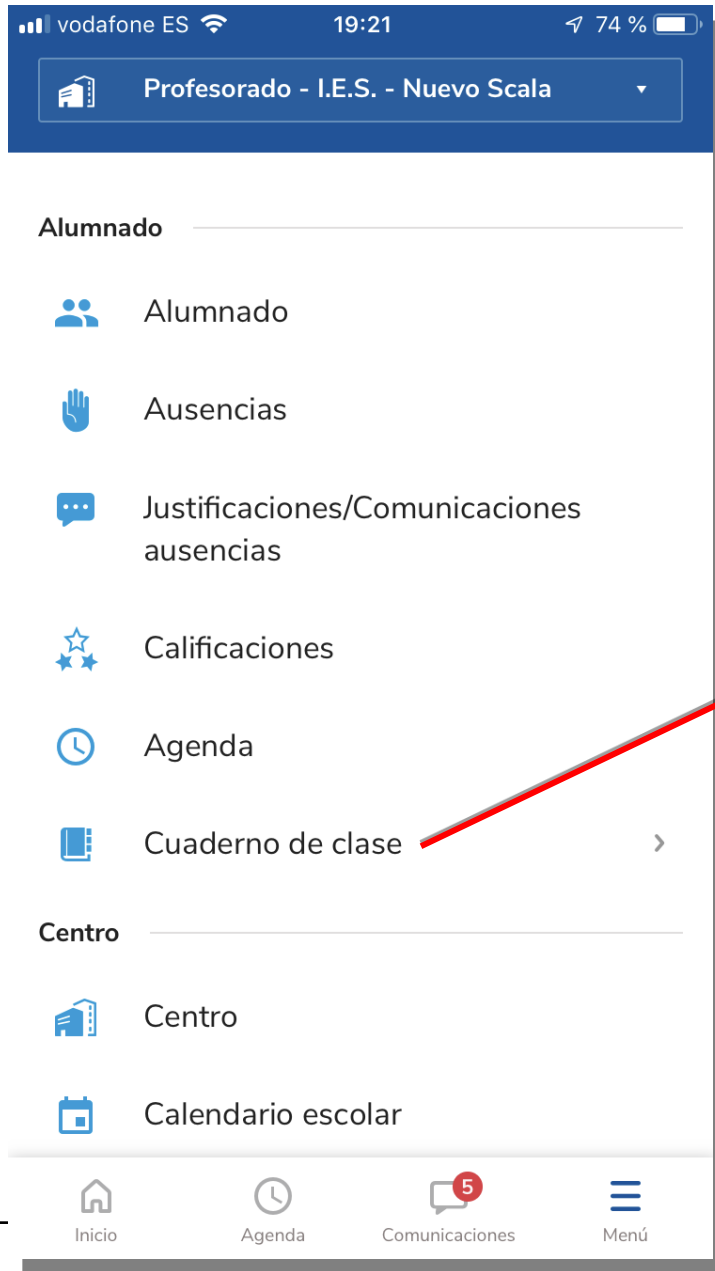 vodafone ES 19:21 74 %
Profesorado - I.E.S. - Nuevo Scala
Alumnado
Alumnado
Ausencias
Justificaciones/Comunicaciones
ausencias
Calificaciones
Agenda
Cuaderno de clase
Centro
Centro
Calendario escolar
5
Inicio Agenda Comunicaciones Menú